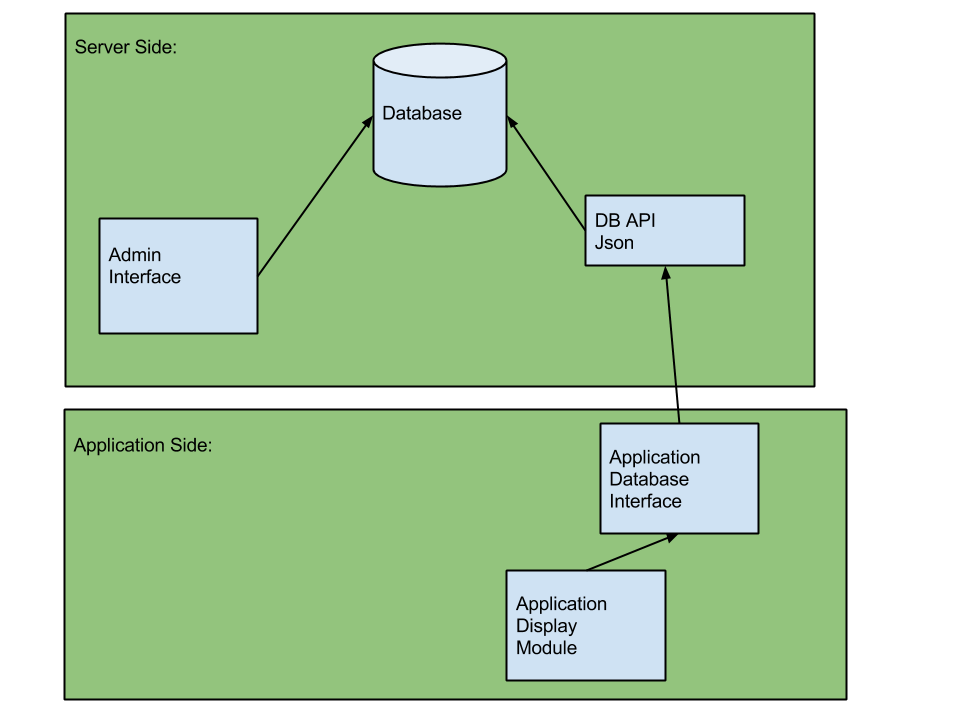 Server Side:
Database
DB API
Json
Admin
Interface
Application Side:
Application
Database
Interface
Application
Display
Module